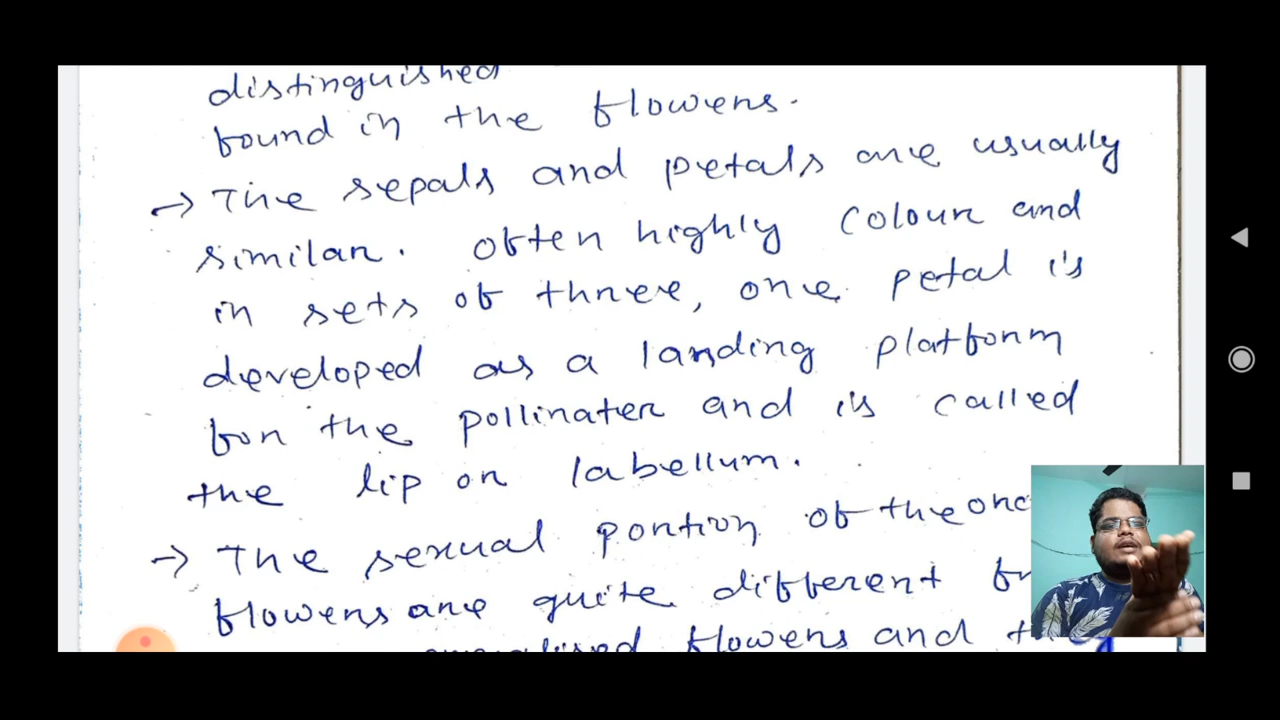 distinguished
found in the flowers.
→ The sepals and petals are usually
similar. often highly colour and
in sets of three, one petal is
developed as a landing platform
for the pollinater and is called
the lip or labellum.
→ The sexual portion of the
flowers are quite different
flowers and